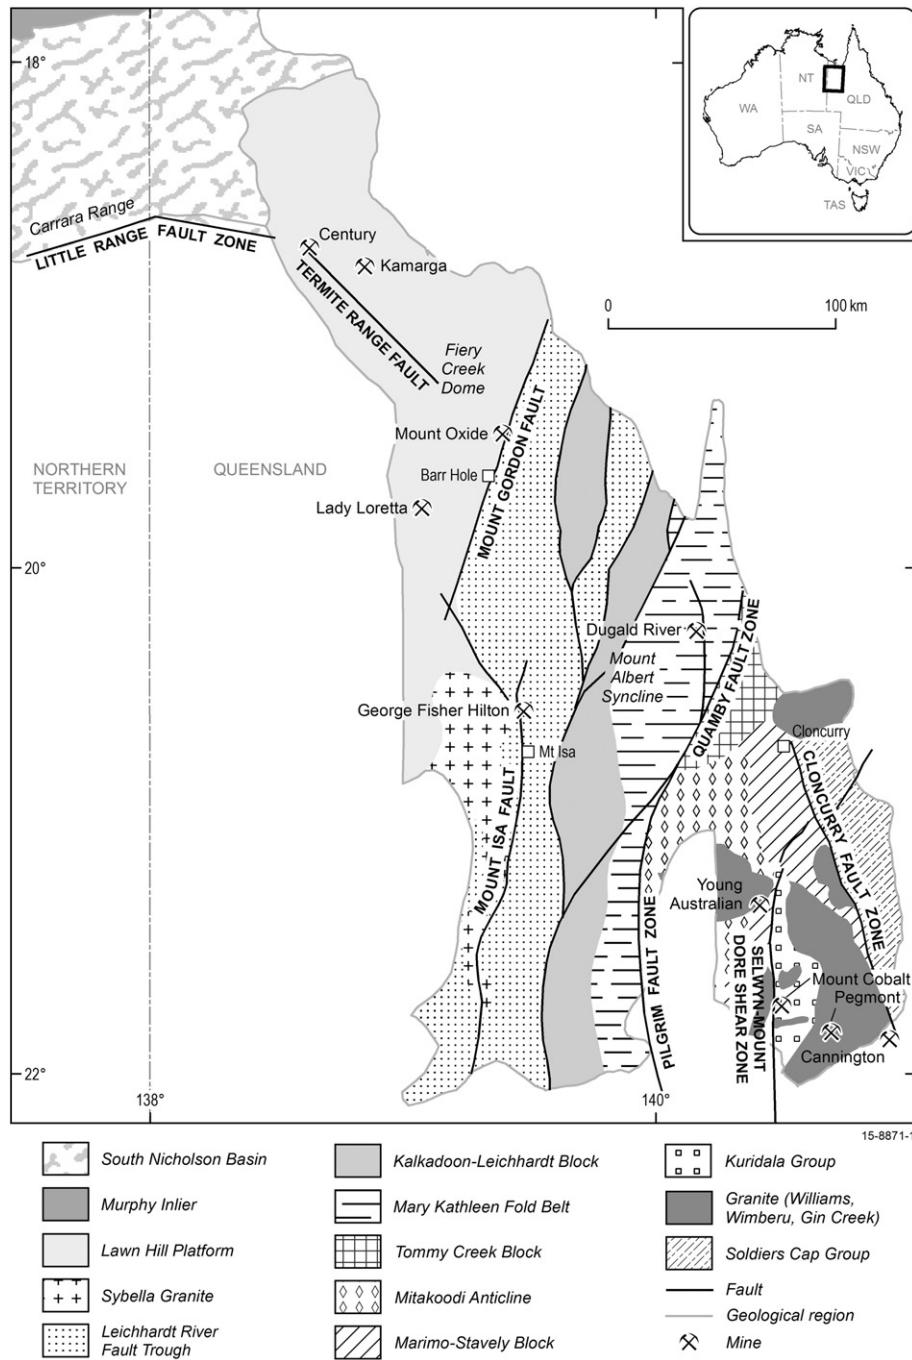 18°
NT
QLD
WA
SA
NSW
VIC
TAS
Carrara Range
LITTLE RANGE FAULT ZONE
Century
Kamarga
TERMITE RANGE FAULT
0
100 km
Fiery
Creek
Dome
MOUNT GORDON FAULT
Mount Oxide
NORTHERN
TERRITORY
QUEENSLAND
Barr Hole
Lady Loretta
20°
Dugald River
Mount
Albert
Syncline
QUAMBY FAULT ZONE
George Fisher Hilton
Mt Isa
Cloncurry
MOUNT ISA FAULT
CLONCURRY FAULT ZONE
Young
Australian
PILGRIM FAULT ZONE
SELWYN-MOUNT
DORE SHEAR ZONE
Mount Cobalt
Pegmont
Cannington
22°
138°
140°
15-8871-1
South Nicholson Basin
Murphy Inlier
Lawn Hill Platform
Sybella Granite
Leichhardt River
Fault Trough
Kalkadoon-Leichhardt Block
Mary Kathleen Fold Belt
Tommy Creek Block
Mitakoodi Anticline
Marimo-Stavely Block
Kuridala Group
Granite (Williams,
Wimberu, Gin Creek)
Soldiers Cap Group
Fault
Geological region
Mine